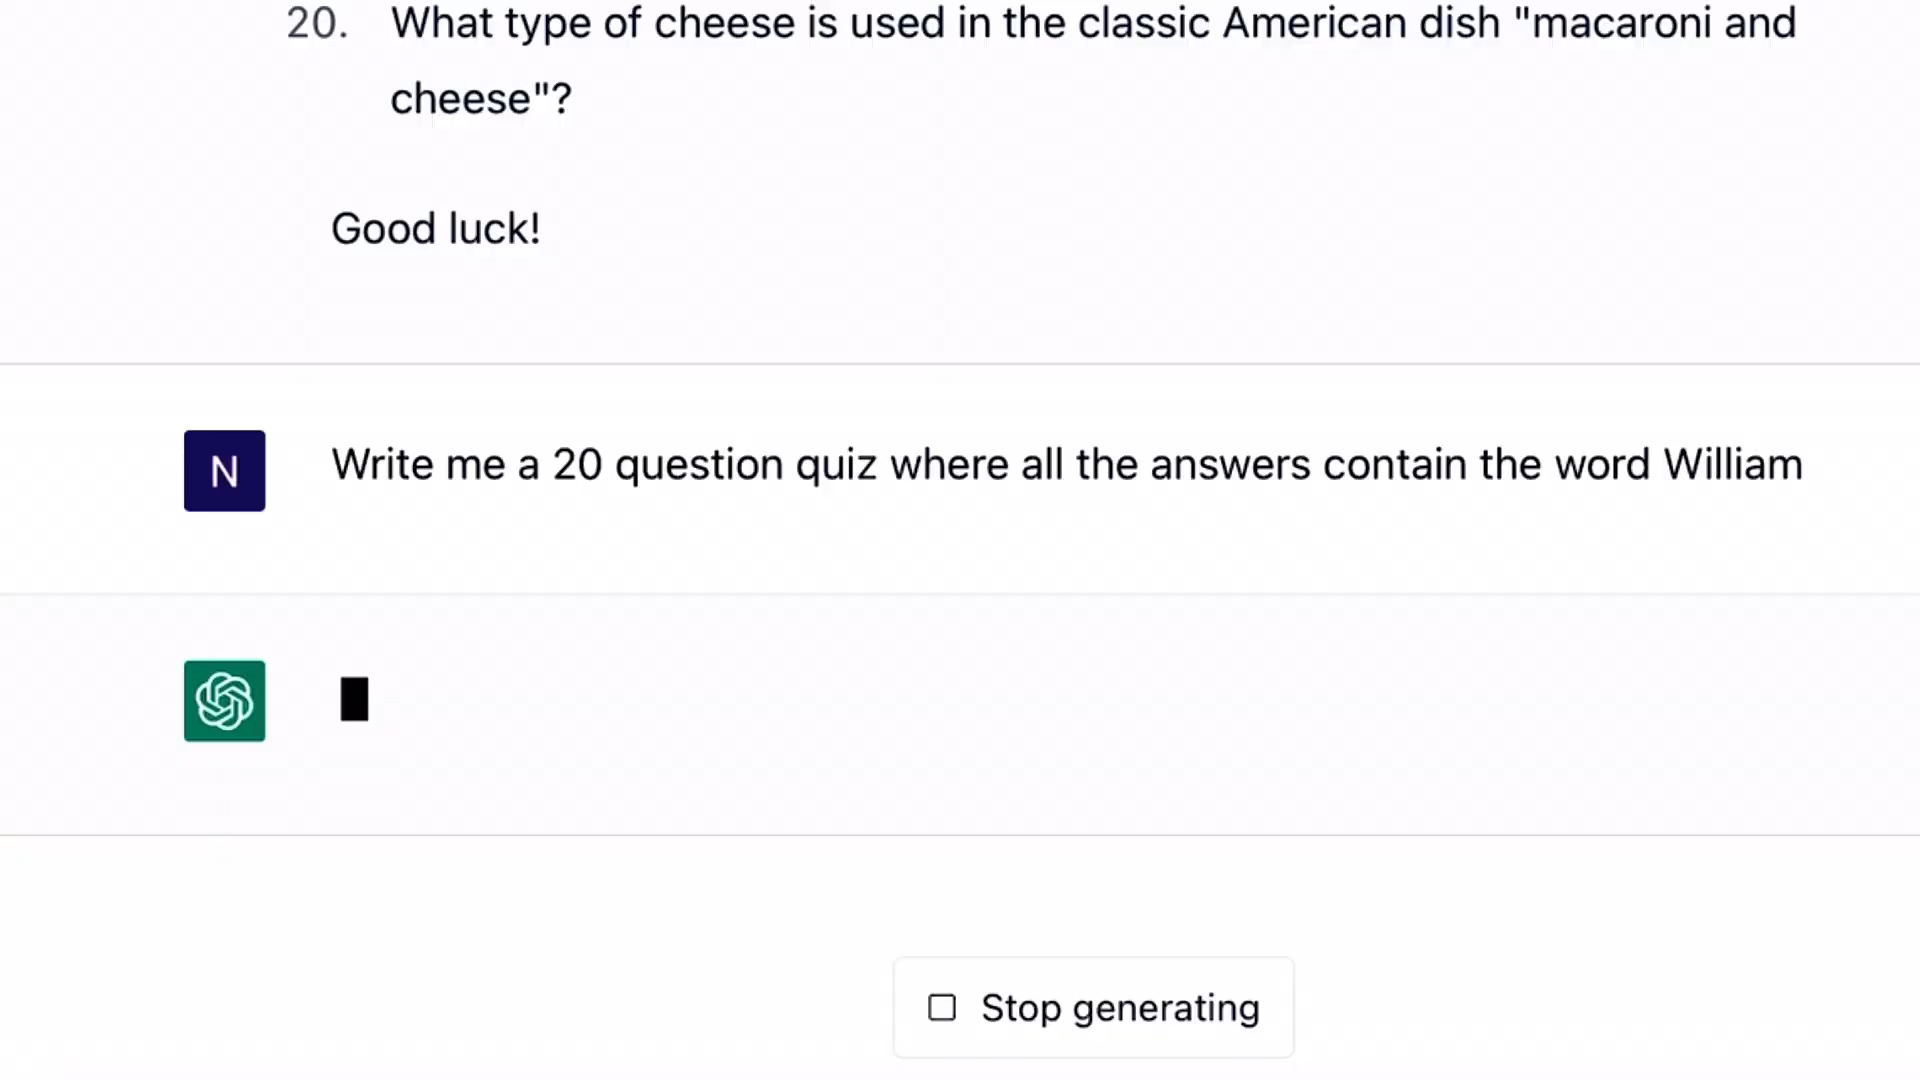 20. What type of cheese is used in the classic American dish "macaroni and
cheese"?
Good luck!
N
Write me a 20 question quiz where all the answers contain the word William
Stop generating